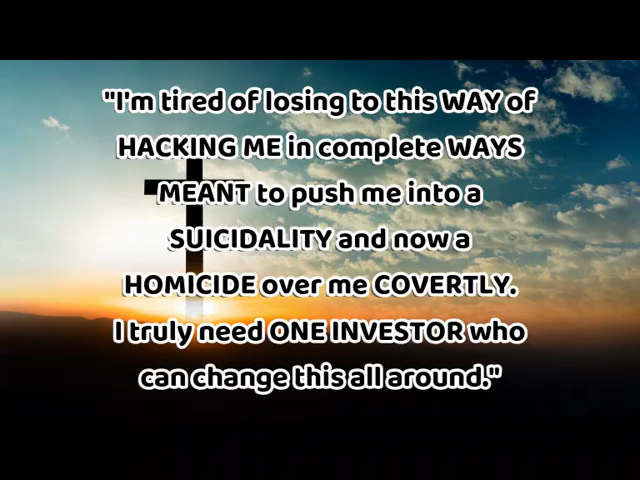 "I'm tired of losing to this WAY of
HACKING ME in complete WAYS
MEANT to push me into a
SUICIDALITY and now a
HOMICIDE over me COVERTLY.
I truly need ONE INVESTOR who
can change this all around."